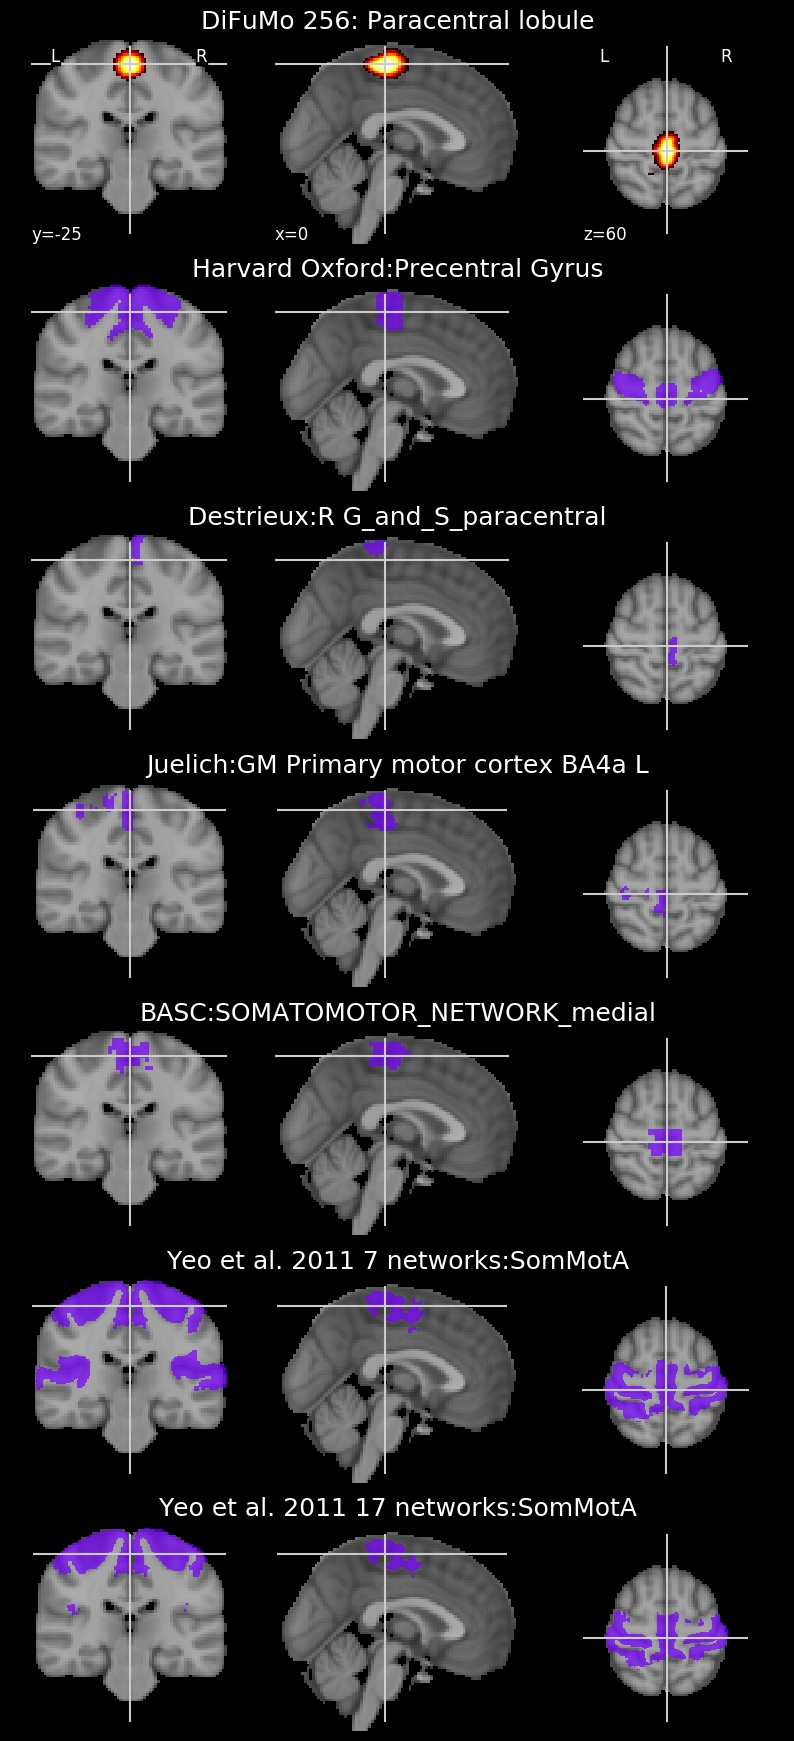 DiFuMo 256: Paracentral lobule
L R L R
y=-25 x=0 z=60
Harvard Oxford:Precentral Gyrus
Destrieux:R G_and_S_paracentral
Juelich:GM Primary motor cortex BA4a L
BASC:SOMATOMOTOR_NETWORK_medial
Yeo et al. 2011 7 networks:SomMotA
Yeo et al. 2011 17 networks:SomMotA